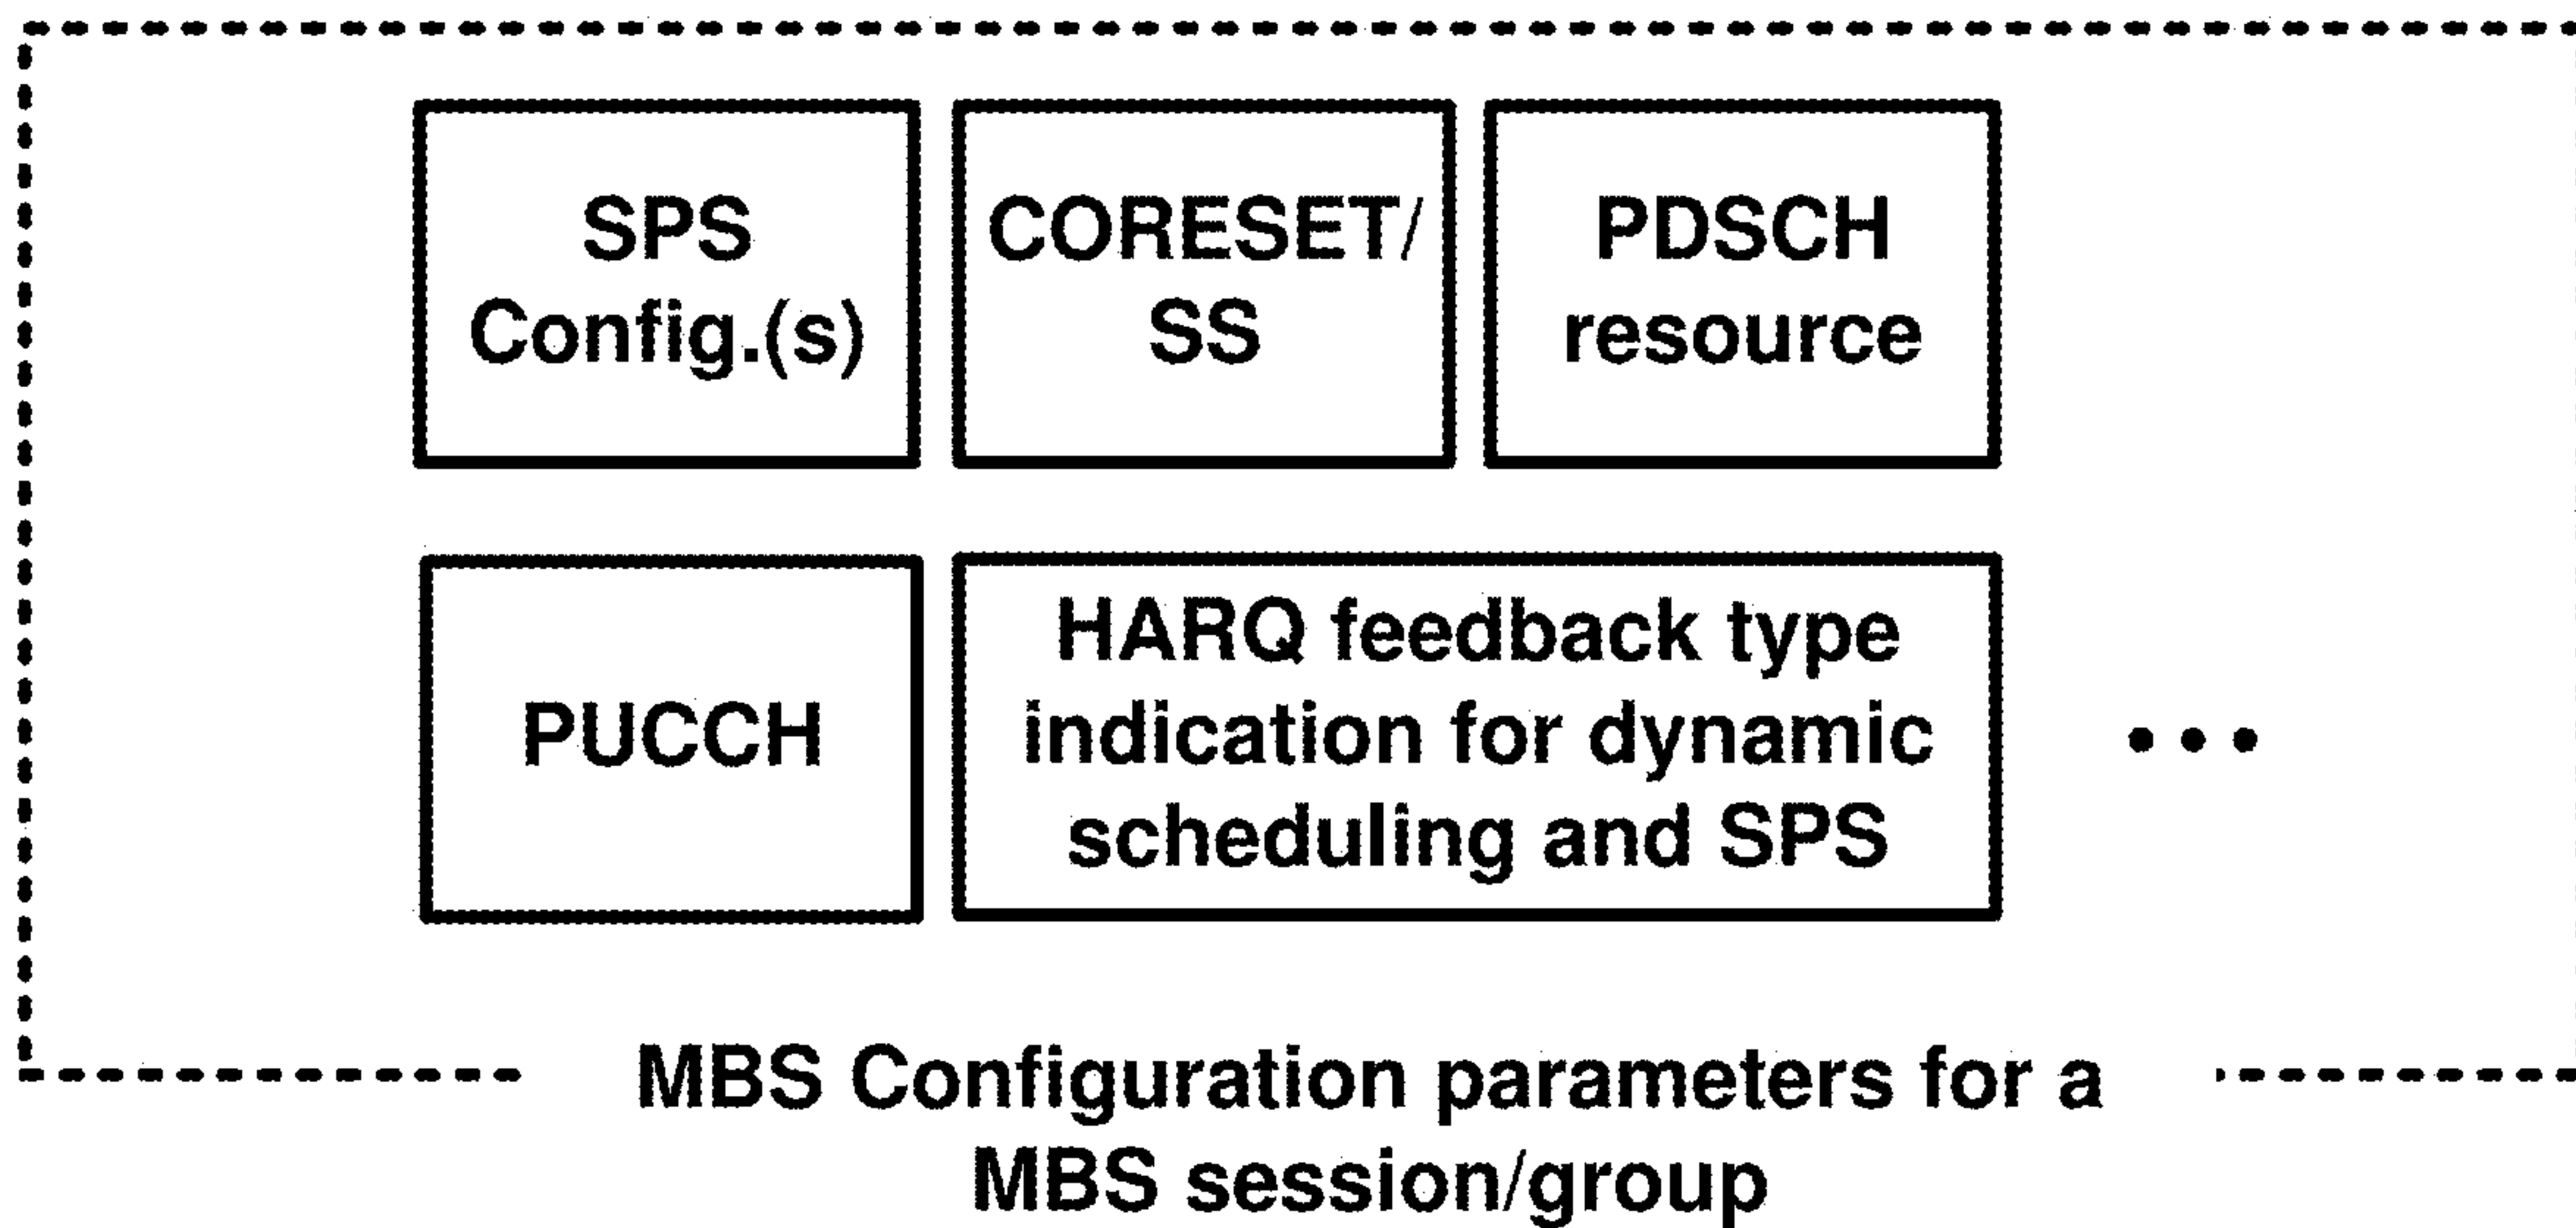 SPS
Config.(s)
CORESET/
SS
PDSCH
resource
PUCCH
HARQ feedback type
indication for dynamic
scheduling and SPS
...
MBS Configuration parameters for a
MBS session/group